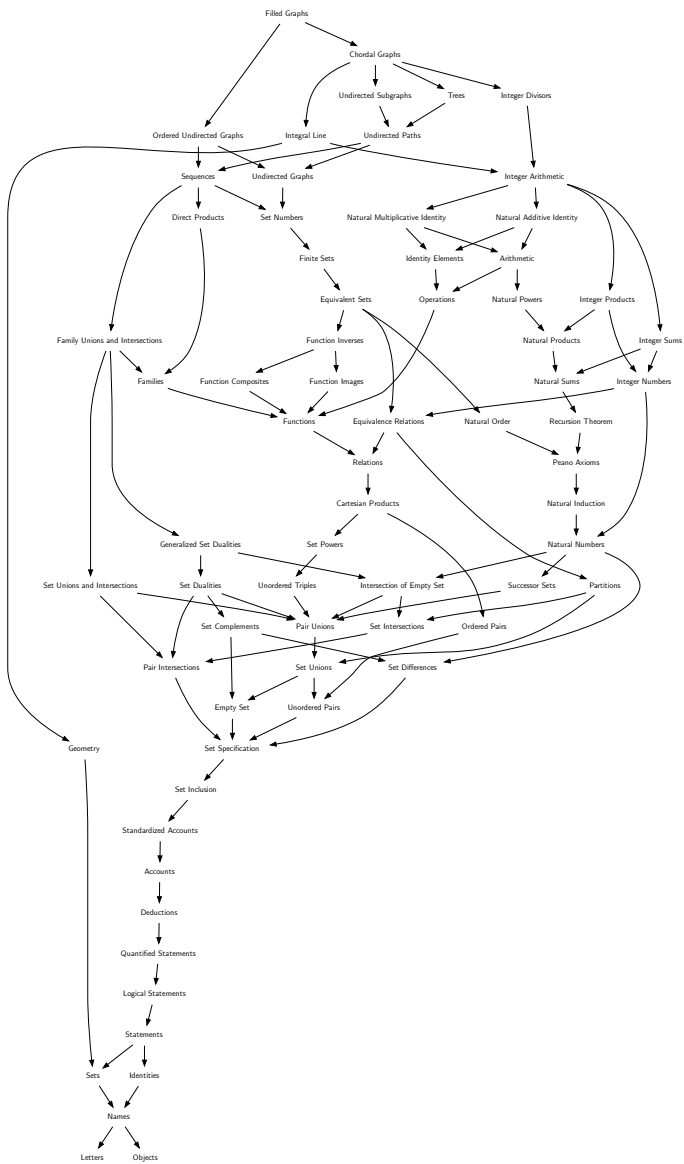 Filled Graphs
Chordal Graphs
Undirected Subgraphs
Trees
Integer Divisors
Ordered Undirected Graphs
Integral Line
Undirected Paths
Sequences
Undirected Graphs
Integer Arithmetic
Direct Products
Set Numbers
Natural Multiplicative Identity
Natural Additive Identity
Finite Sets
Identity Elements
Arithmetic
Equivalent Sets
Operations
Natural Powers
Integer Products
Family Unions and Intersections
Function Inverses
Natural Products
Integer Sums
Families
Function Composites
Function Images
Natural Sums
Integer Numbers
Functions
Equivalence Relations
Natural Order
Recursion Theorem
Relations
Peano Axioms
Cartesian Products
Natural Induction
Generalized Set Dualities
Set Powers
Natural Numbers
Set Unions and Intersections
Set Dualities
Unordered Triples
Intersection of Empty Set
Successor Sets
Partitions
Set Complements
Pair Unions
Set Intersections
Ordered Pairs
Pair Intersections
Set Unions
Set Differences
Empty Set
Unordered Pairs
Geometry
Set Specification
Set Inclusion
Standardized Accounts
Accounts
Deductions
Quantified Statements
Logical Statements
Statements
Sets
Identities
Names
Letters
Objects